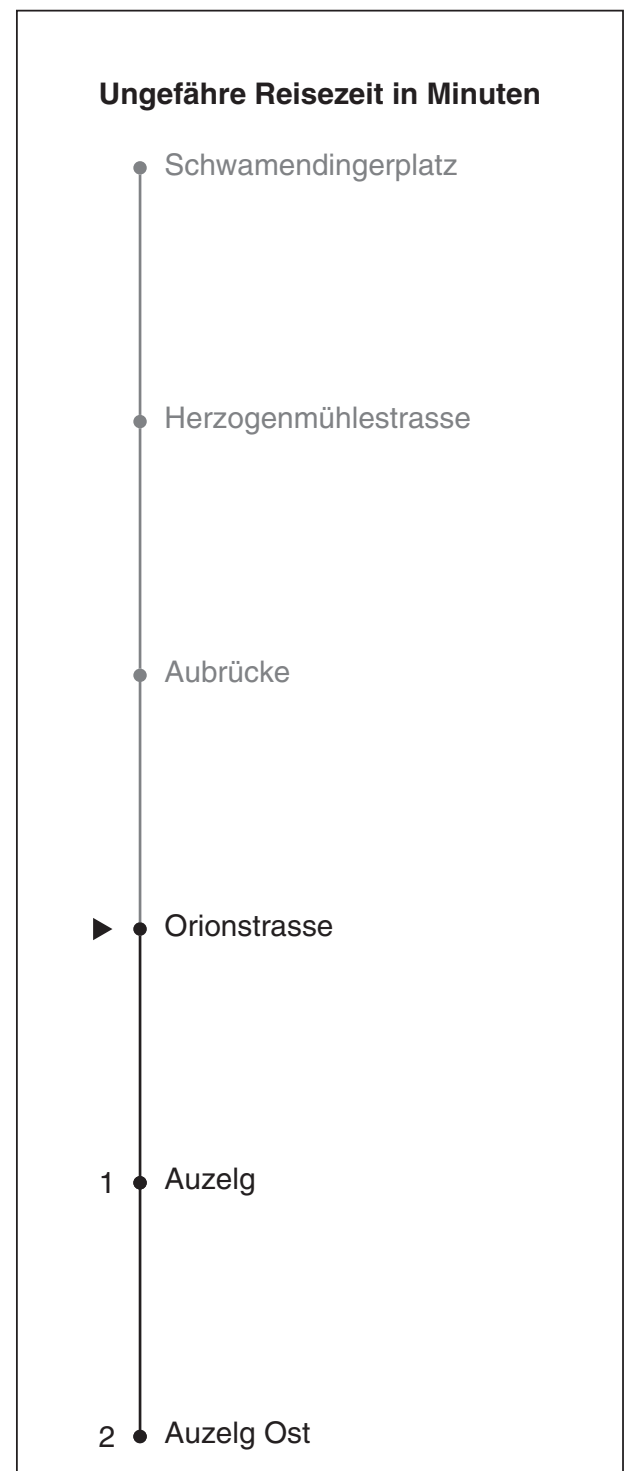 Ungefähre Reisezeit in Minuten
Schwamendingerplatz
Herzogenmühlestrasse
Aubrücke
Orionstrasse
1 Auzelg
2 Auzelg Ost